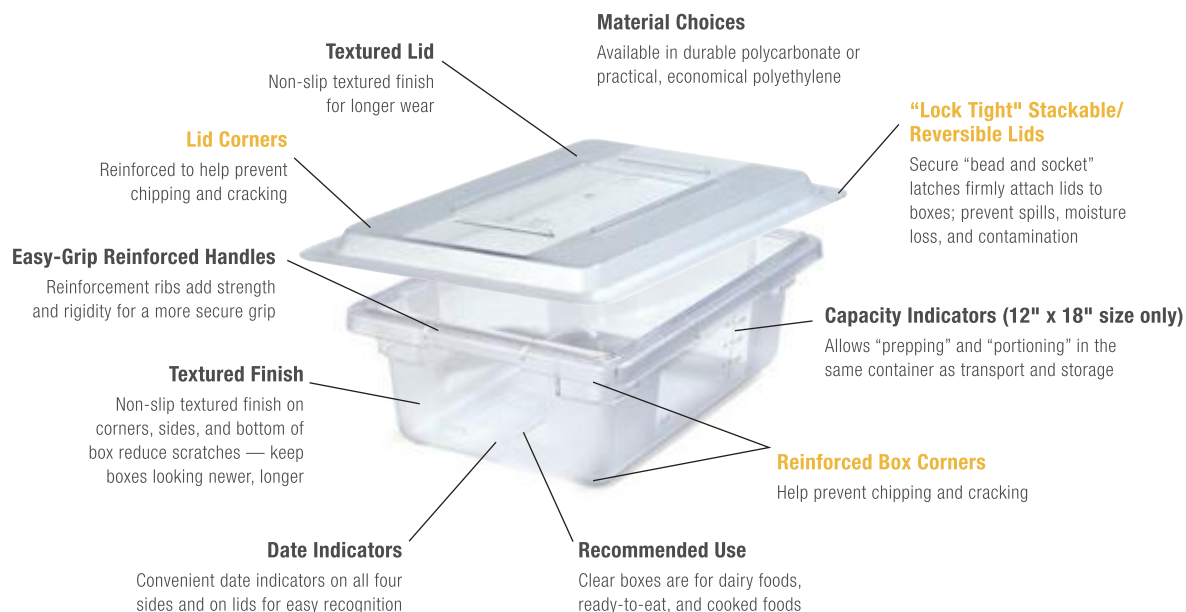 Material Choices
Available in durable polycarbonate or
practical, economical polyethylene
Textured Lid
Non-slip textured finish
for longer wear
“Lock Tight" Stackable/
Reversible Lids
Secure “bead and socket”
latches firmly attach lids to
boxes; prevent spills, moisture
loss, and contamination
Lid Corners
Reinforced to help prevent
chipping and cracking
Easy-Grip Reinforced Handles
Reinforcement ribs add strength
and rigidity for a more secure grip
Capacity Indicators (12" x 18" size only)
Allows “prepping” and “portioning” in the
same container as transport and storage
Textured Finish
Non-slip textured finish on
corners, sides, and bottom of
box reduce scratches — keep
boxes looking newer, longer
Reinforced Box Corners
Help prevent chipping and cracking
Date Indicators
Convenient date indicators on all four
sides and on lids for easy recognition
Recommended Use
Clear boxes are for dairy foods,
ready-to-eat, and cooked foods